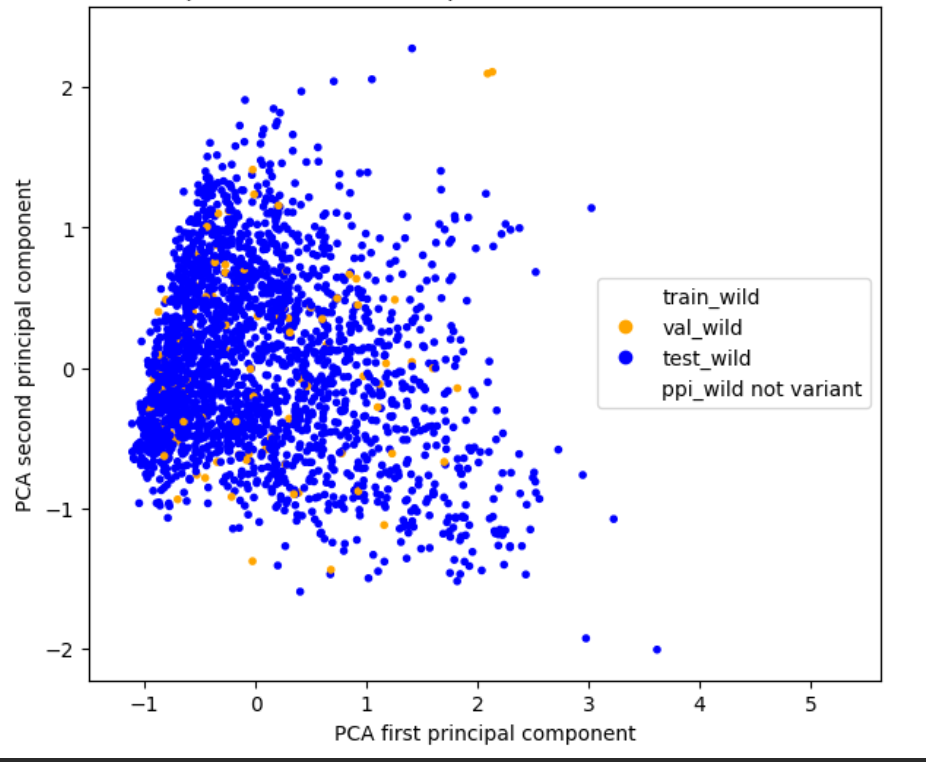 2
1
0
−1
−2
PCA second principal component
train_wild
val_wild
test_wild
ppi_wild not variant
−1 0 1 2 3 4 5
PCA first principal component